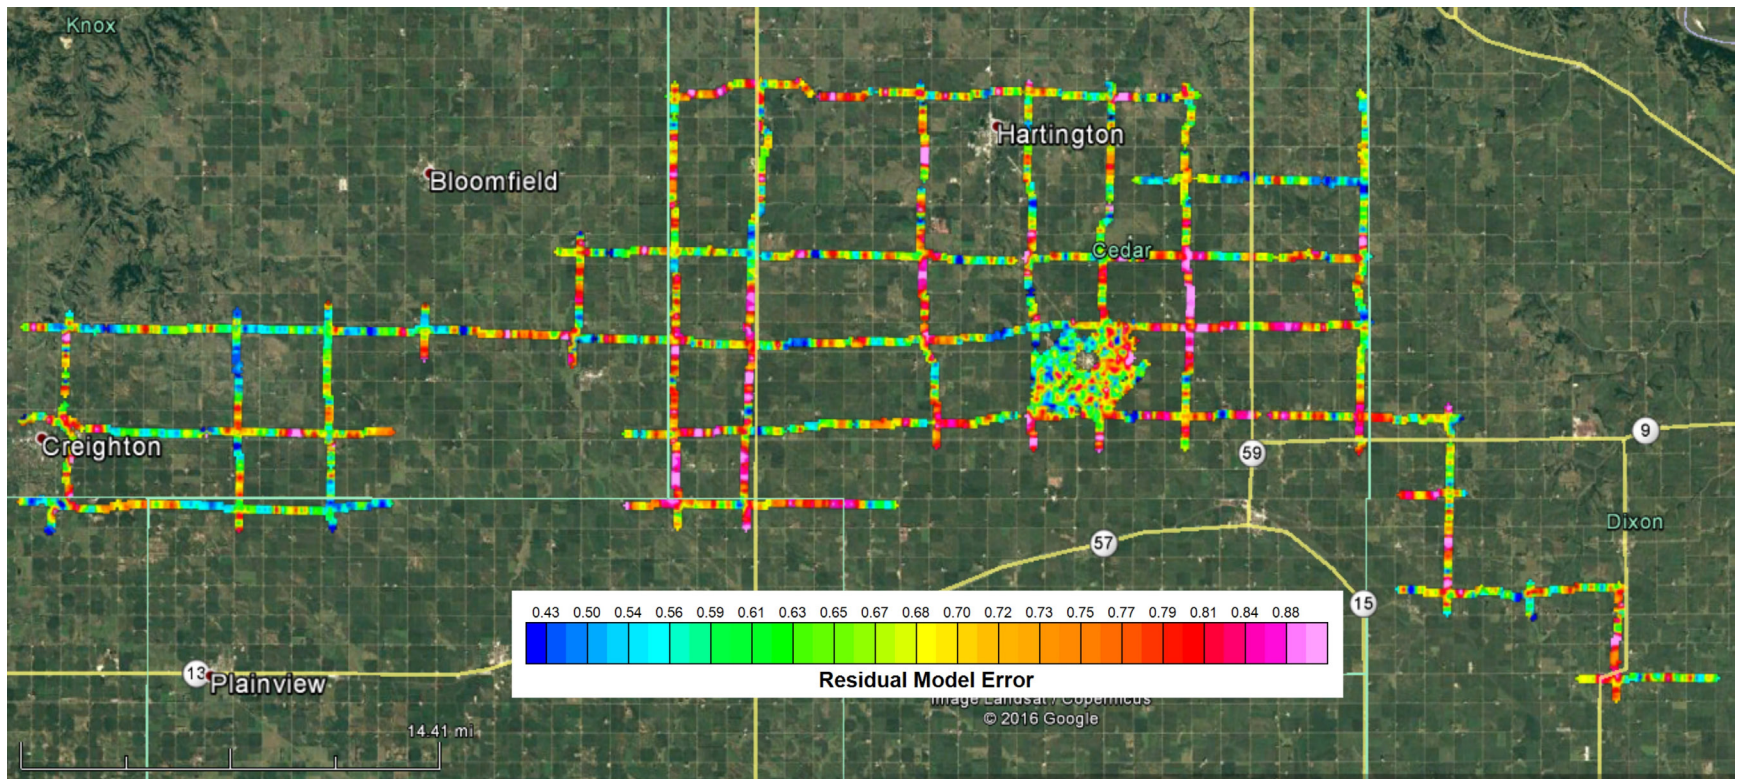 Knox
Hartington
Bloomfield
Cedar
Creighton
9
59
Dixon
57
15
0.43 0.50 0.54 0.56 0.59 0.61 0.63 0.65 0.67 0.68 0.70 0.72 0.73 0.75 0.77 0.79 0.81 0.84 0.88
Residual Model Error
13 Plainview
Image Landsat / Copernicus
© 2016 Google
14.41 mi